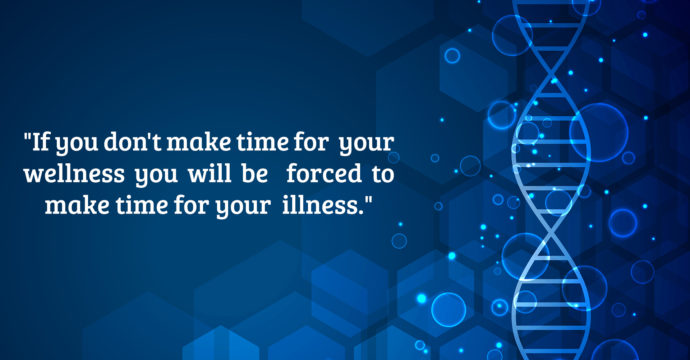 "If you don't make time for your
wellness you will be forced to
make time for your illness."